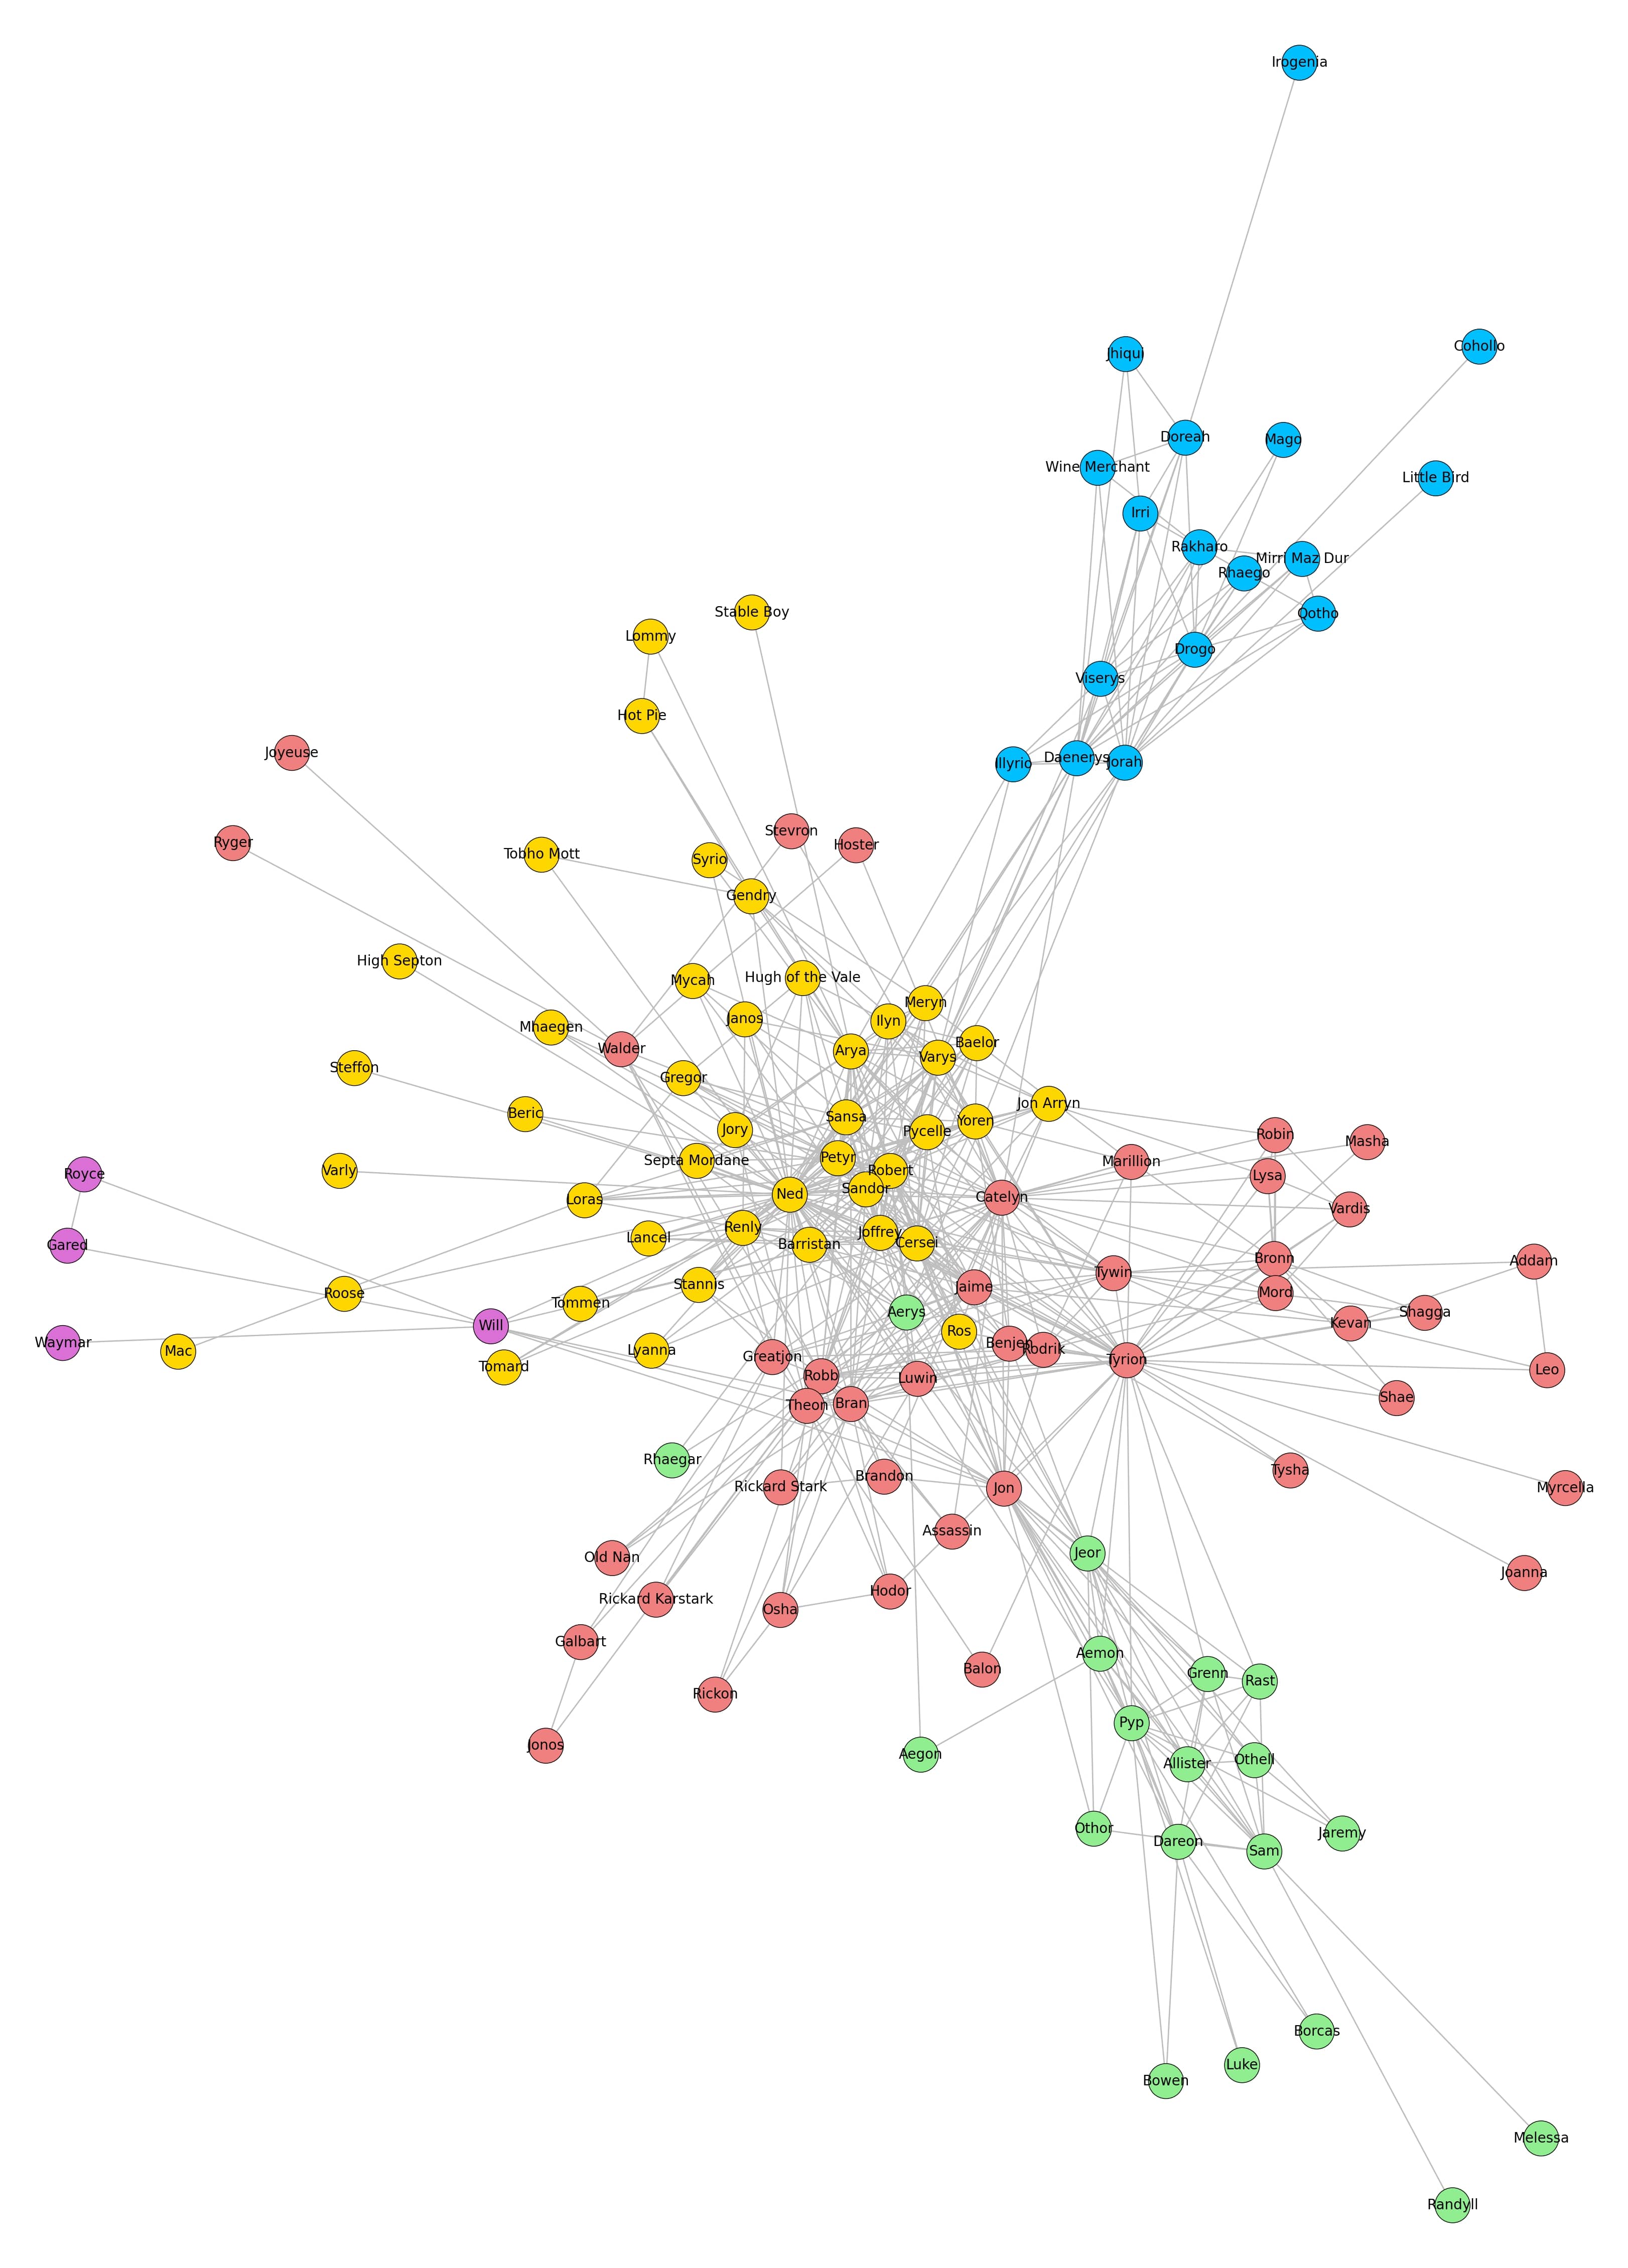 Irogenia
Jhiqui
Cohollo
Doreah
Mago
Wine Merchant
Little Bird
Irri
Rakharo
Mirri Maz Dur
Rhaego
Stable Boy
Qotho
Lommy
Drogo
Viserys
Hot Pie
Joyeuse
Illyrio
Daenerys
Jorah
Stevron
Ryger
Hoster
Tobho Mott
Syrio
Gendry
High Septon
Mycah
Hugh of the Vale
Meryn
Janos
Ilyn
Mhaegen
Walder
Arya
Varys
Baelor
Steffon
Gregor
Jon Arryn
Beric
Sansa
Jory
Pycelle
Yoren
Robin
Masha
Septa Mordane
Petyr
Marillion
Royce
Varly
Robert
Lysa
Loras
Ned
Sandor
Catelyn
Vardis
Gared
Lancel
Renly
Barristan
Joffrey
Cersei
Bronn
Addam
Roose
Tommen
Stannis
Jaime
Tywin
Mord
Waymar
Mac
Will
Aerys
Shagga
Kevan
Tomard
Lyanna
Greatjon
Ros
Benjen
Rodrik
Tyrion
Robb
Luwin
Leo
Theon
Bran
Shae
Rhaegar
Rickard Stark
Brandon
Jon
Tysha
Myrcella
Assassin
Old Nan
Jeor
Rickard Karstark
Osha
Hodor
Joanna
Galbart
Balon
Aemon
Rickon
Grenn
Rast
Jonos
Aegon
Pyp
Allister
Othell
Othor
Dareon
Sam
Jaremy
Borcas
Luke
Bowen
Melessa
Randyll